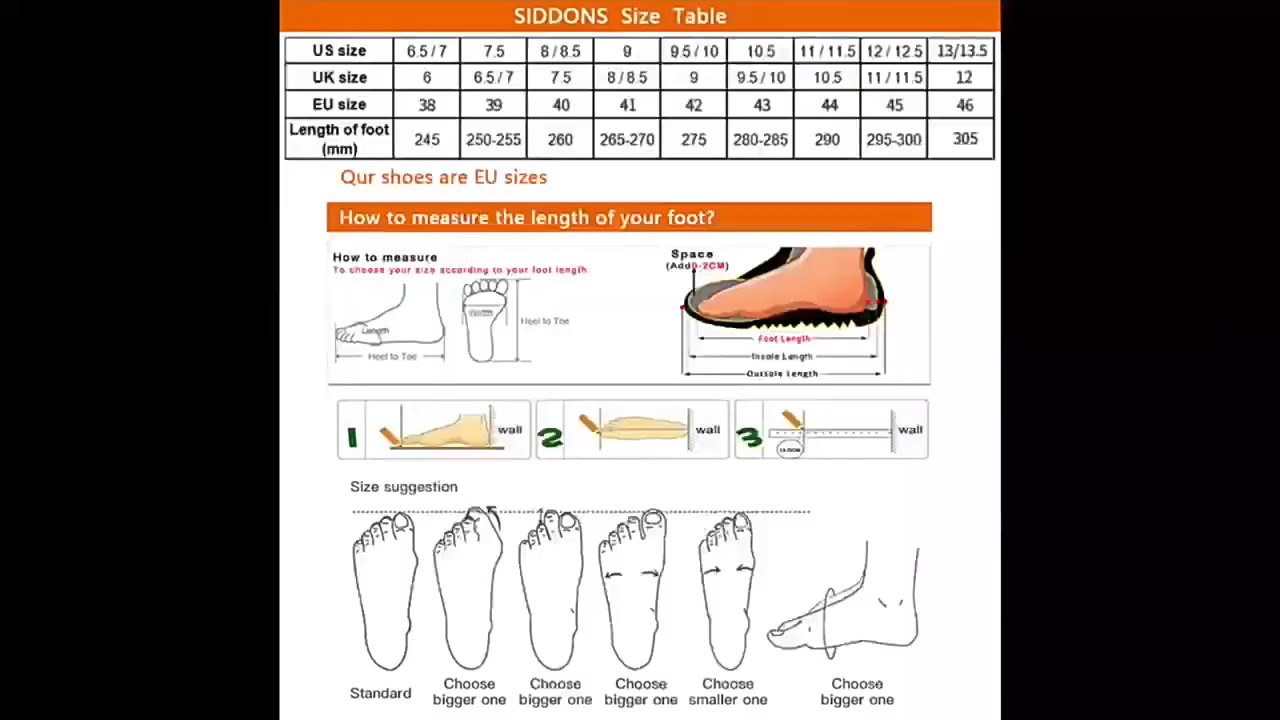 SIDDONS Size Table
US size 6.5/7 7.5 8/8.5 9 9.5/10 10.5 11/11.5 12/12.5 13/13.5
UK size 6 6.5/7 7.5 8/8.5 9 9.5/10 10.5 11/11.5 12
EU size 38 39 40 41 42 43 44 45 46
Length of foot (mm) 245 250-255 260 265-270 275 280-285 290 295-300 305
Qur shoes are EU sizes
How to measure the length of your foot?
How to measure
To choose your size according to your foot length
Length
Heel to Toe
Heel to Toe
Space
(Add0-2CM)
Foot Length
Insole Length
Outsole Length
1 wall
2 wall
3 wall
Size suggestion
Standard
Choose
bigger one
Choose
bigger one
Choose
bigger one
Choose
smaller one
Choose
bigger one